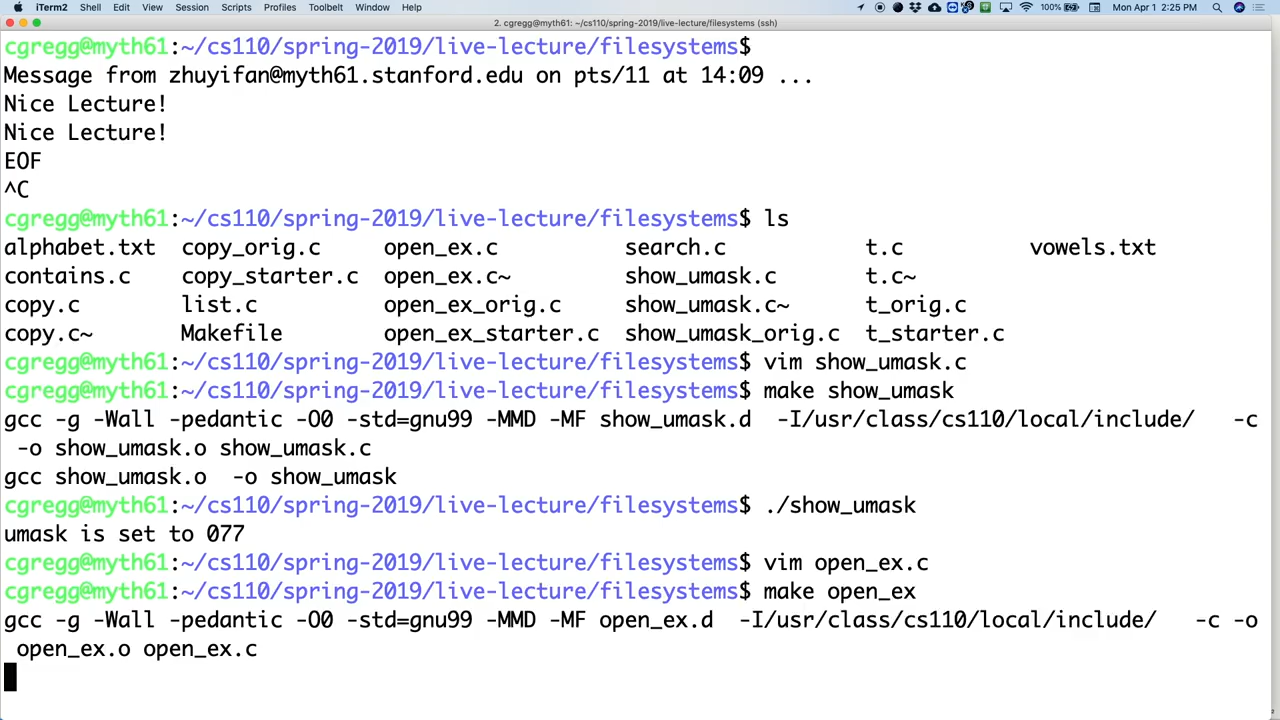 iTerm2 Shell Edit View Session Scripts Profiles Toolbelt Window Help 100% Mon Apr 1 2:25 PM
2. cgregg@myth61: ~/cs110/spring-2019/live-lecture/filesystems (ssh)
cgregg@myth61:~/cs110/spring-2019/live-lecture/filesystems$
Message from zhuyifan@myth61.stanford.edu on pts/11 at 14:09 ...
Nice Lecture!
Nice Lecture!
EOF
^C
cgregg@myth61:~/cs110/spring-2019/live-lecture/filesystems$ ls
alphabet.txt copy_orig.c open_ex.c search.c t.c vowels.txt
contains.c copy_starter.c open_ex.c~ show_umask.c t.c~
copy.c list.c open_ex_orig.c show_umask.c~ t_orig.c
copy.c~ Makefile open_ex_starter.c show_umask_orig.c t_starter.c
cgregg@myth61:~/cs110/spring-2019/live-lecture/filesystems$ vim show_umask.c
cgregg@myth61:~/cs110/spring-2019/live-lecture/filesystems$ make show_umask
gcc -g -Wall -pedantic -O0 -std=gnu99 -MMD -MF show_umask.d -I/usr/class/cs110/local/include/ -c
-o show_umask.o show_umask.c
gcc show_umask.o -o show_umask
cgregg@myth61:~/cs110/spring-2019/live-lecture/filesystems$ ./show_umask
umask is set to 077
cgregg@myth61:~/cs110/spring-2019/live-lecture/filesystems$ vim open_ex.c
cgregg@myth61:~/cs110/spring-2019/live-lecture/filesystems$ make open_ex
gcc -g -Wall -pedantic -O0 -std=gnu99 -MMD -MF open_ex.d -I/usr/class/cs110/local/include/ -c -o
open_ex.o open_ex.c